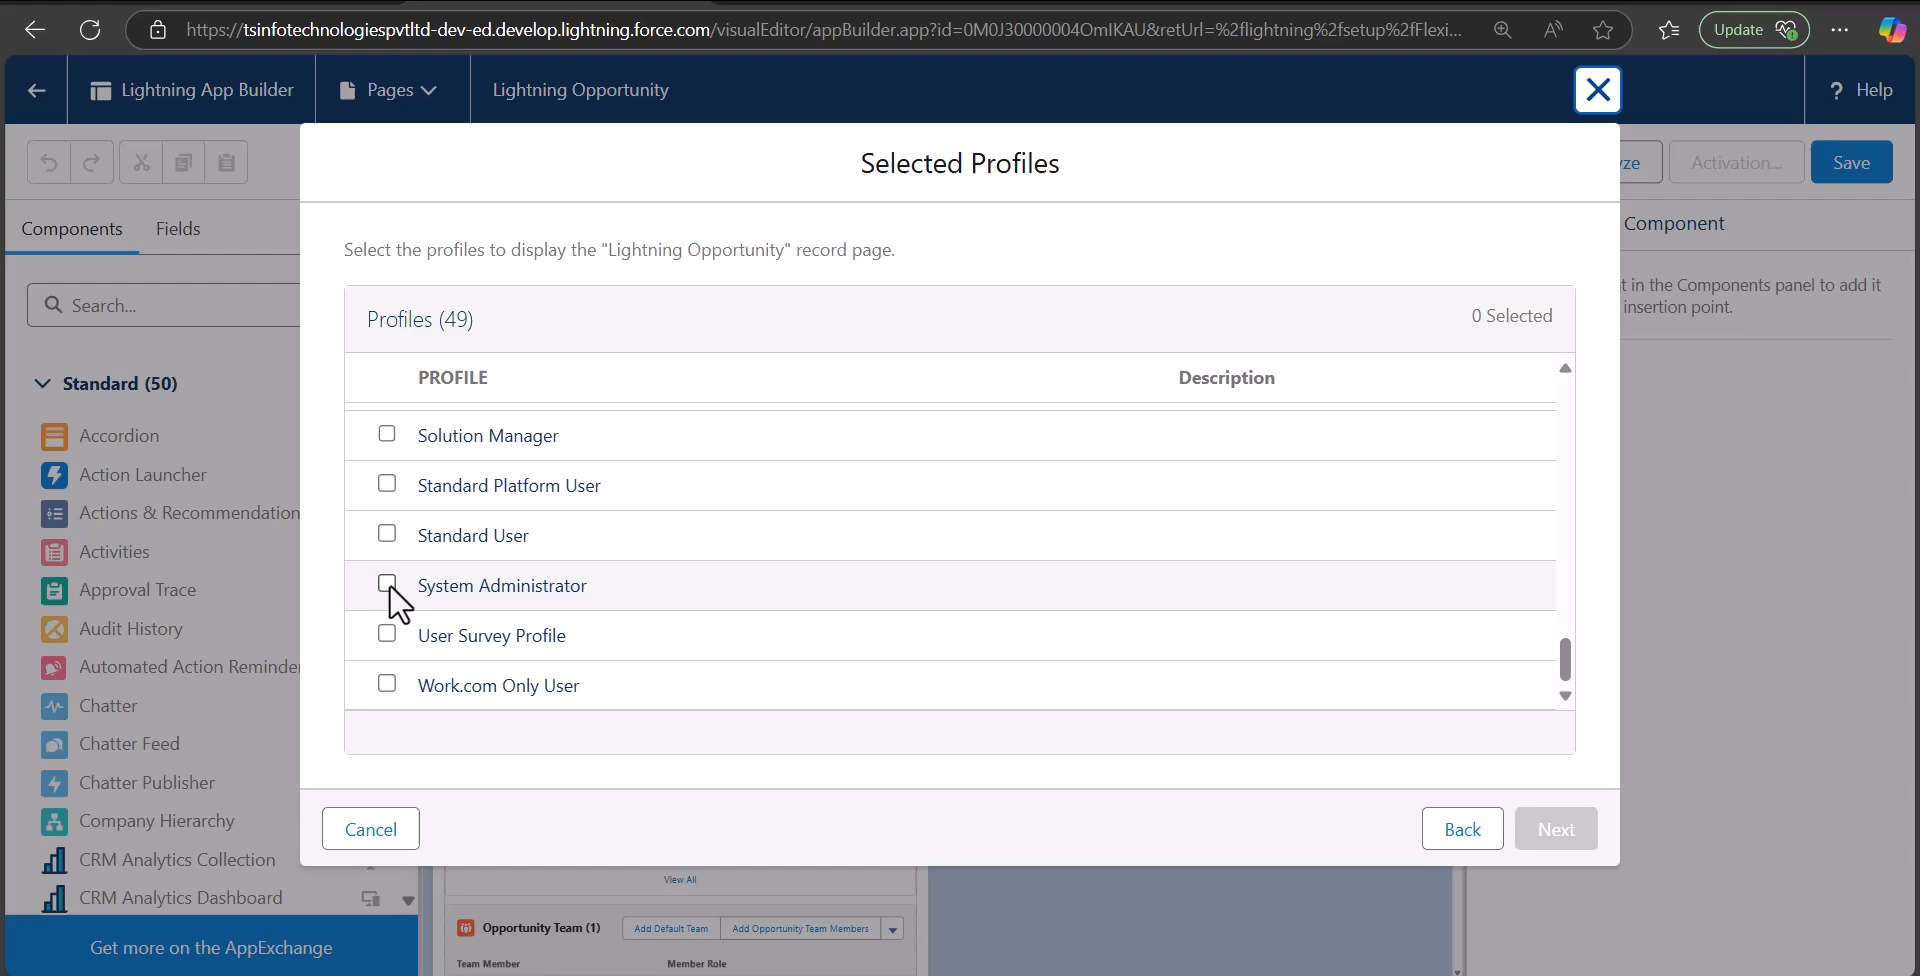 https://tsinfotechnologiespvtltd-dev-ed.develop.lightning.force.com/visualEditor/appBuilder.app?id=0M0J30000004OmIKAU&retUrl=%2flightning%2fsetup%2fFlexi...
Update
Lightning App Builder
Pages
Lightning Opportunity
? Help
Selected Profiles
Activation...
Save
Components
Fields
Component
Select the profiles to display the "Lightning Opportunity" record page.
Search...
t in the Components panel to add it
insertion point.
Profiles (49)
0 Selected
PROFILE
Description
Standard (50)
Accordion
Action Launcher
Actions & Recommendation
Activities
Approval Trace
Audit History
Automated Action Reminde
Chatter
Chatter Feed
Chatter Publisher
Company Hierarchy
CRM Analytics Collection
CRM Analytics Dashboard
Get more on the AppExchange
Solution Manager
Standard Platform User
Standard User
System Administrator
User Survey Profile
Work.com Only User
Cancel
Back
Next
View All
Opportunity Team (1)
Add Default Team
Add Opportunity Team Members
Team Member
Member Role